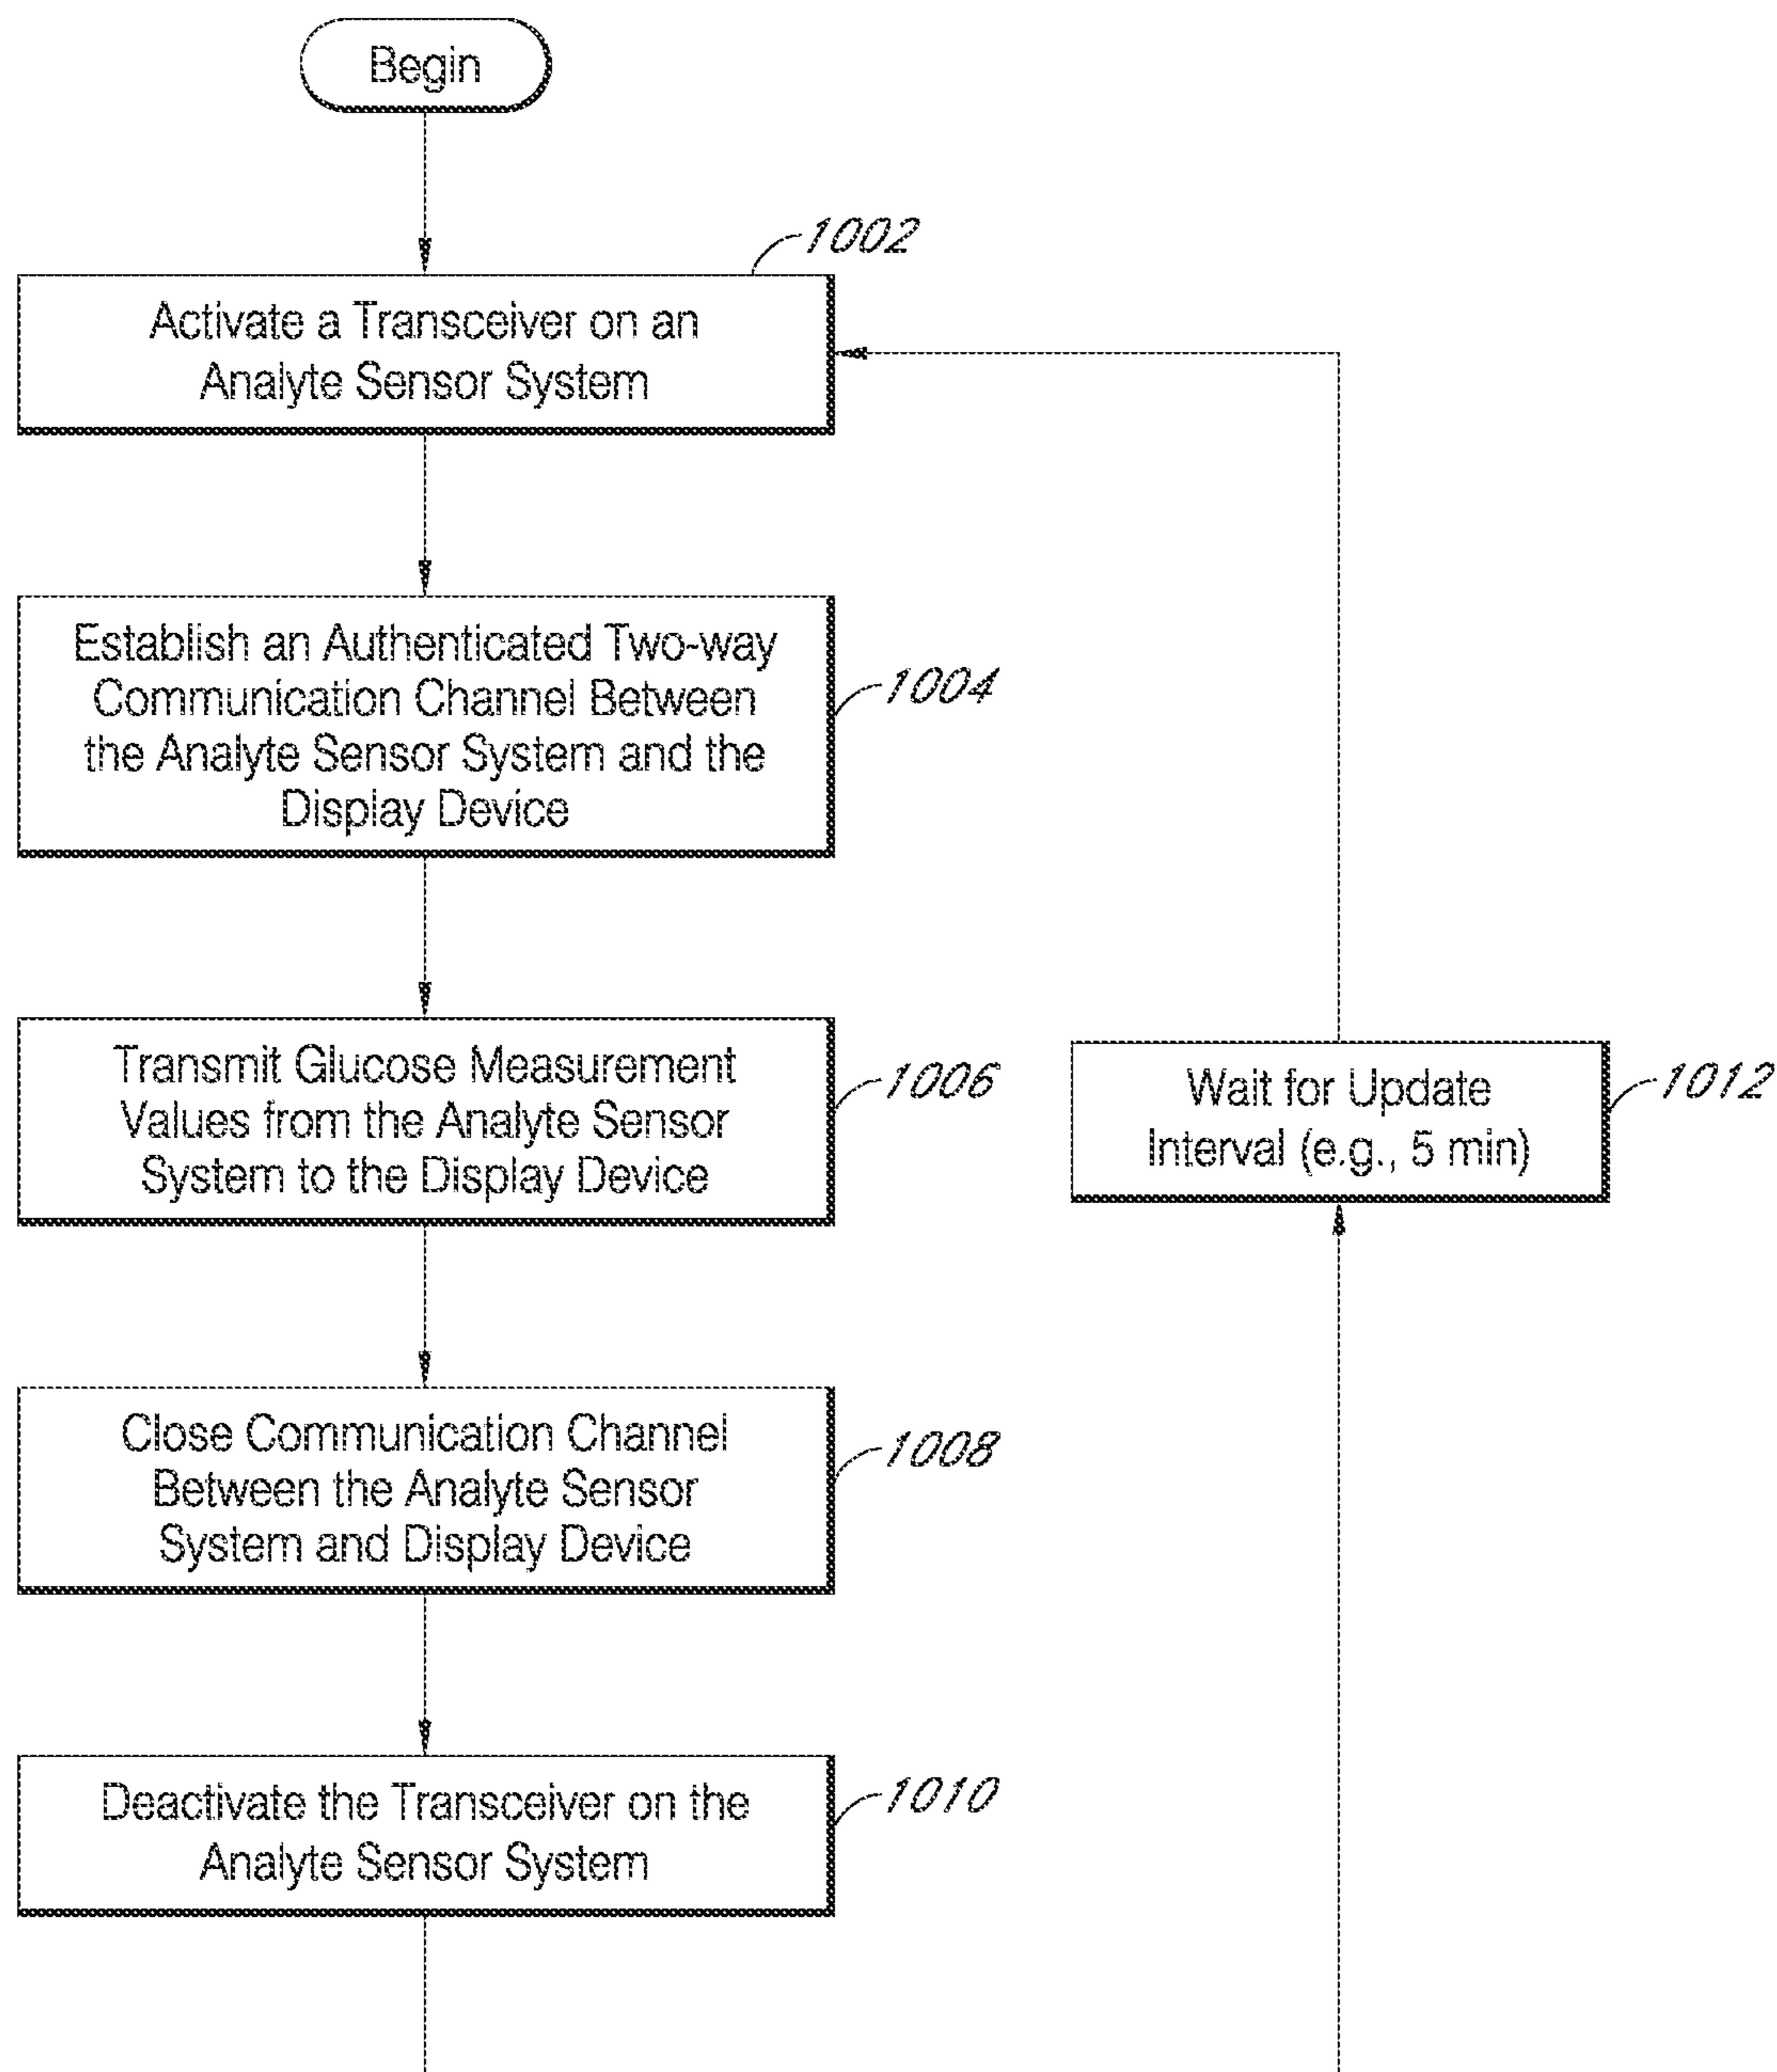 Begin
1002
Activate a Transceiver on an
Analyte Sensor System
Establish an Authenticated Two-way
Communication Channel Between
the Analyte Sensor System and the
Display Device
1004
Transmit Glucose Measurement
Values from the Analyte Sensor
System to the Display Device
1006
Wait for Update
Interval (e.g., 5 min)
1012
Close Communication Channel
Between the Analyte Sensor
System and Display Device
1008
Deactivate the Transceiver on the
Analyte Sensor System
1010